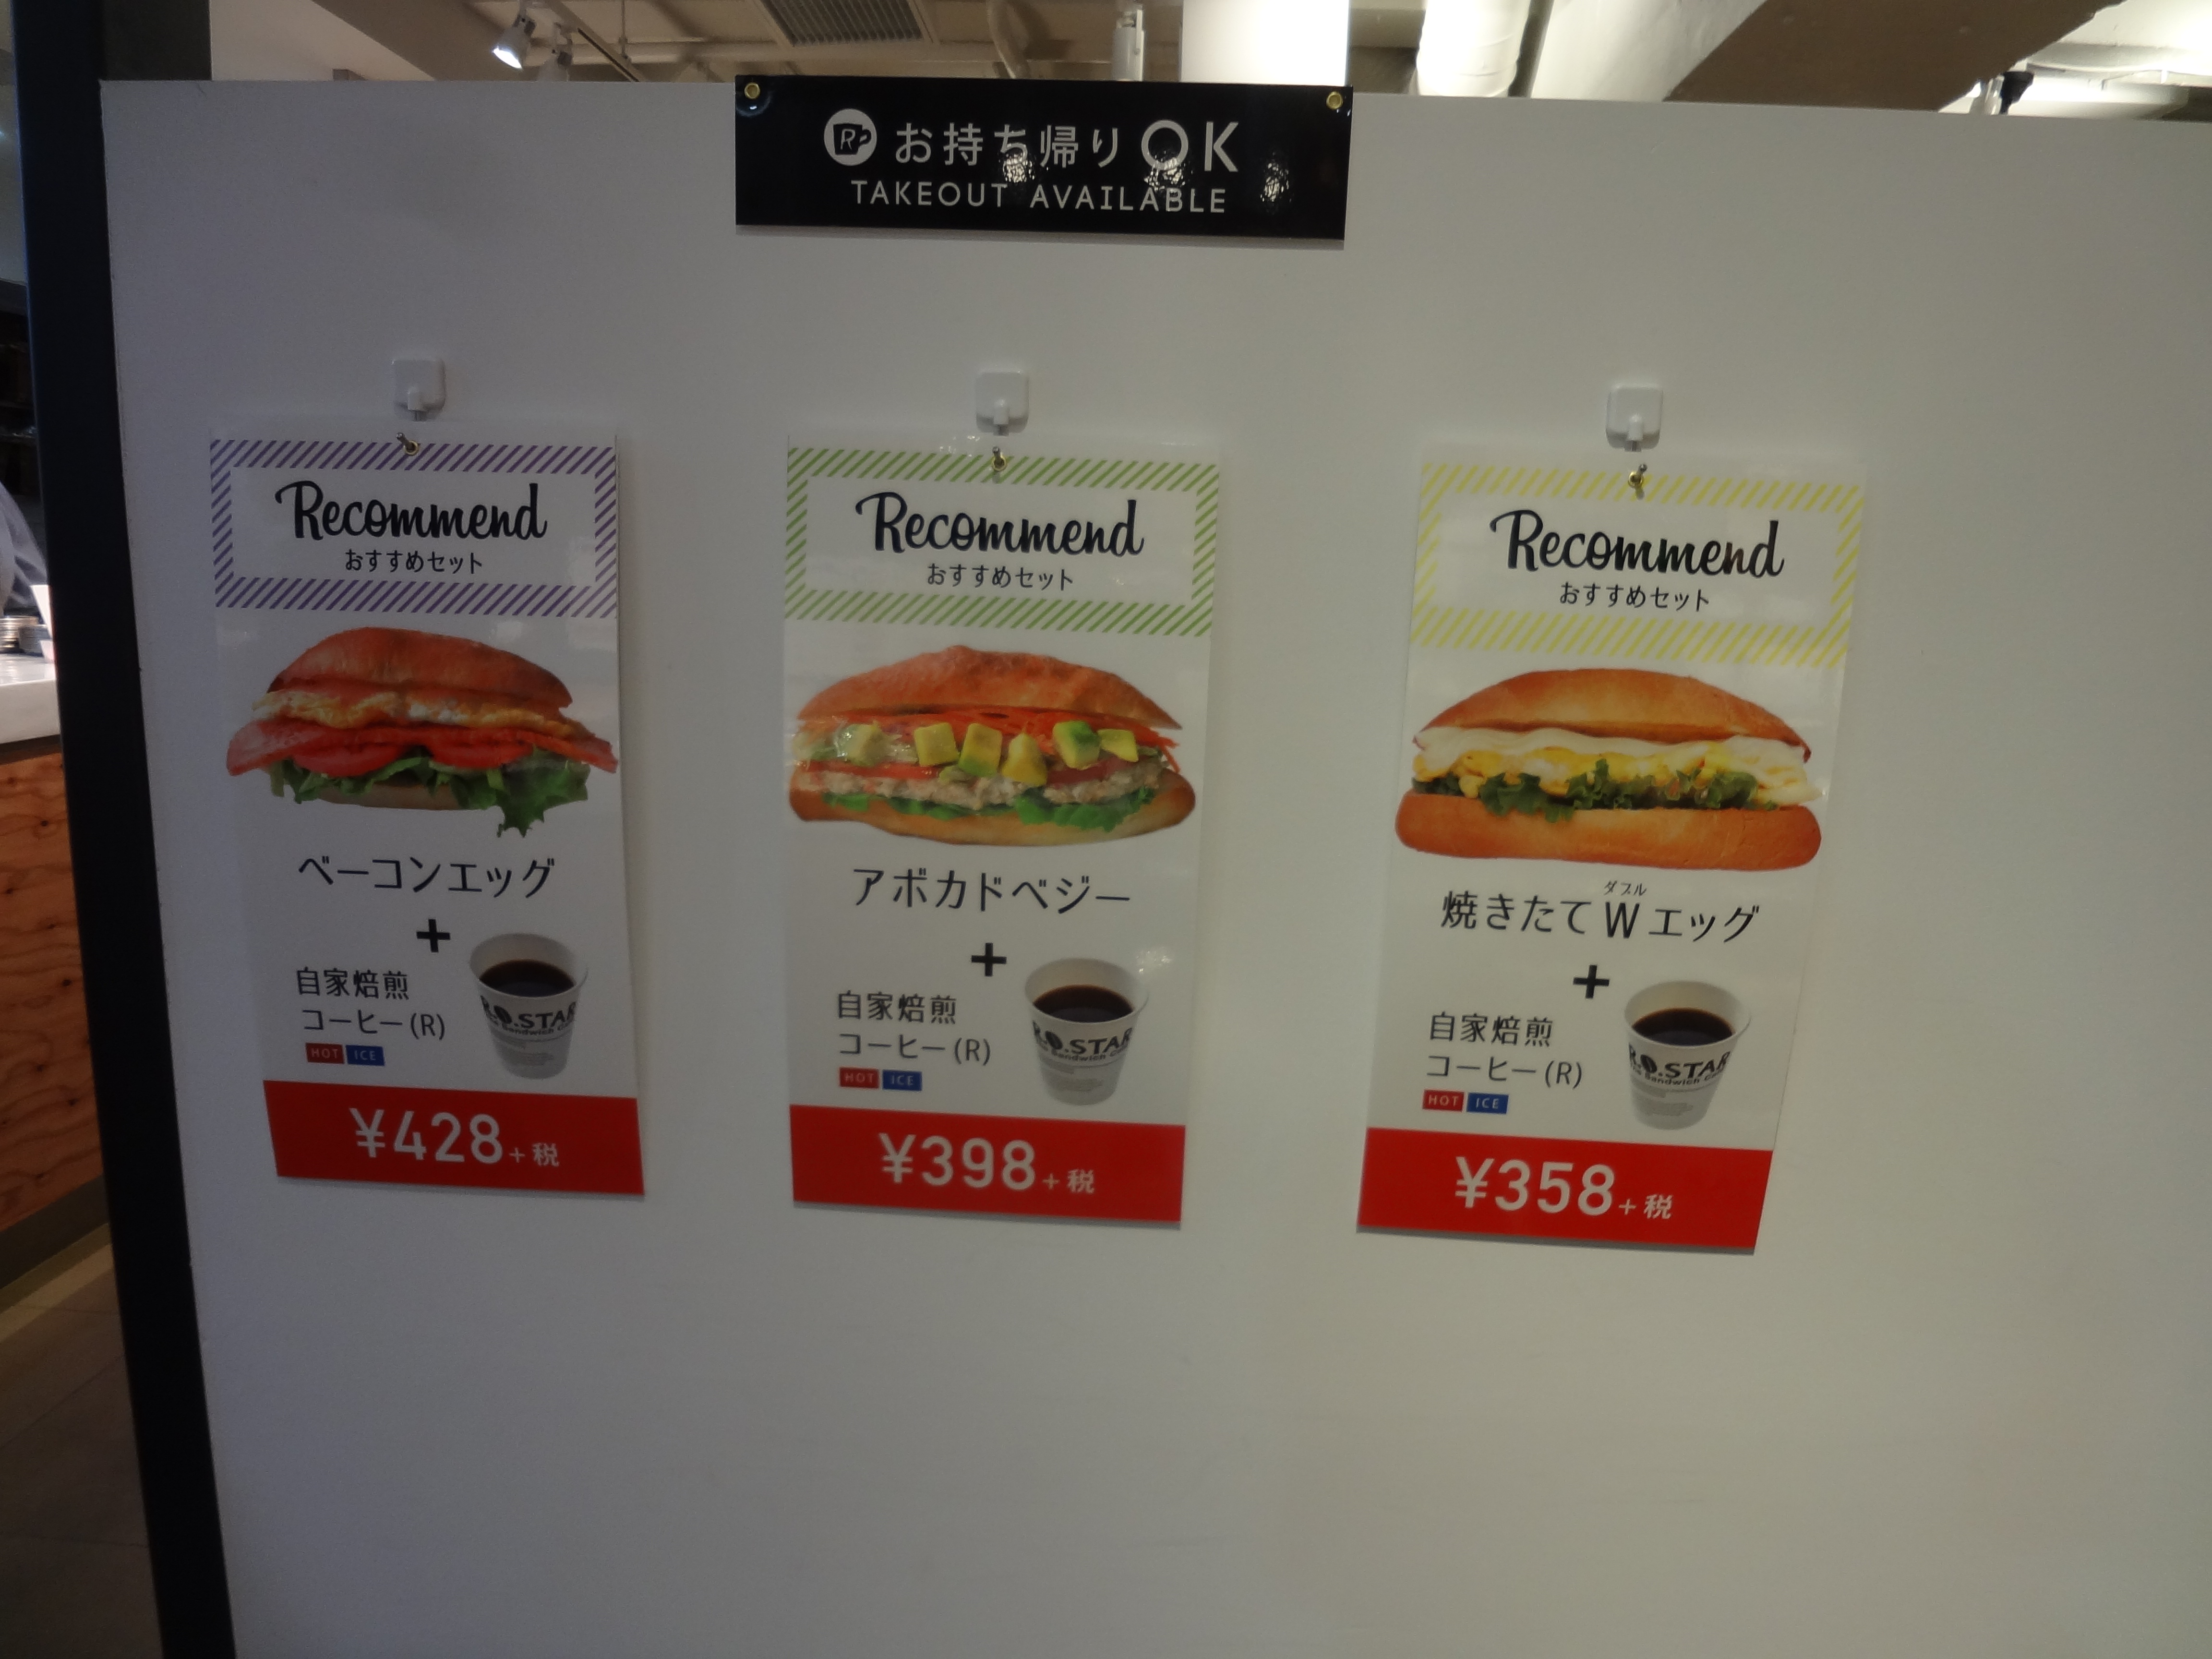 お持ち帰りOK
TAKEOUT AVAILABLE
Recommend
おすすめセット
ベーコンエッグ
+
自家焙煎
コーヒー(R)
HOT ICE
¥428+税
Recommend
おすすめセット
アボカドベジー
+
自家焙煎
コーヒー(R)
HOT ICE
¥398+税
Recommend
おすすめセット
ダブル
焼きたてWエッグ
+
自家焙煎
コーヒー(R)
HOT ICE
¥358+税